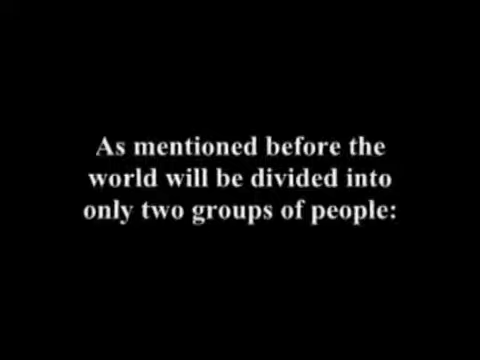 As mentioned before the
world will be divided into
only two groups of people: